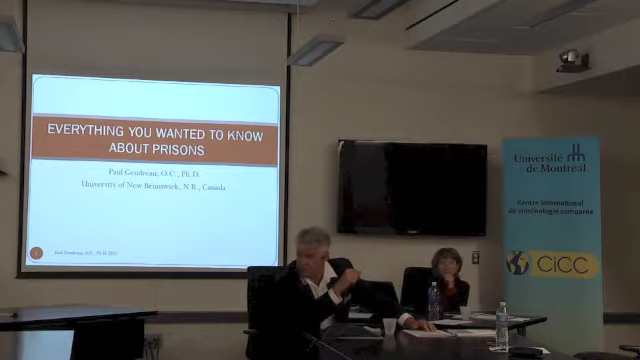 EVERYTHING YOU WANTED TO KNOW
ABOUT PRISONS
Paul Gendreau, O.C., Ph.D.
University of New Brunswick, N.B., Canada
Université
de Montréal
Centre international
de criminologie comparée
CiCC